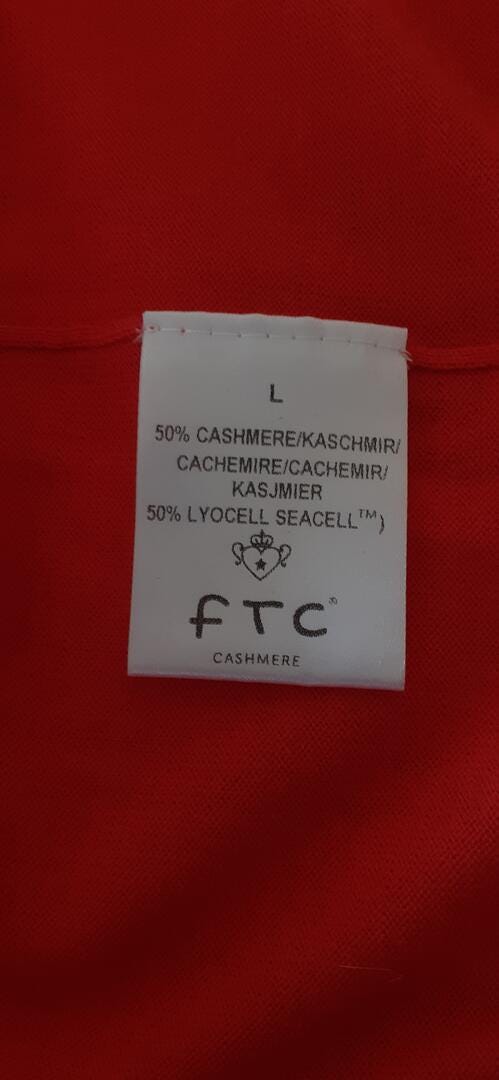 L
50% CASHMERE/KASCHMIR/
CACHEMIRE/CACHEMIR/
KASJMIER
50% LYOCELL SEACELL™)
fTC®
CASHMERE